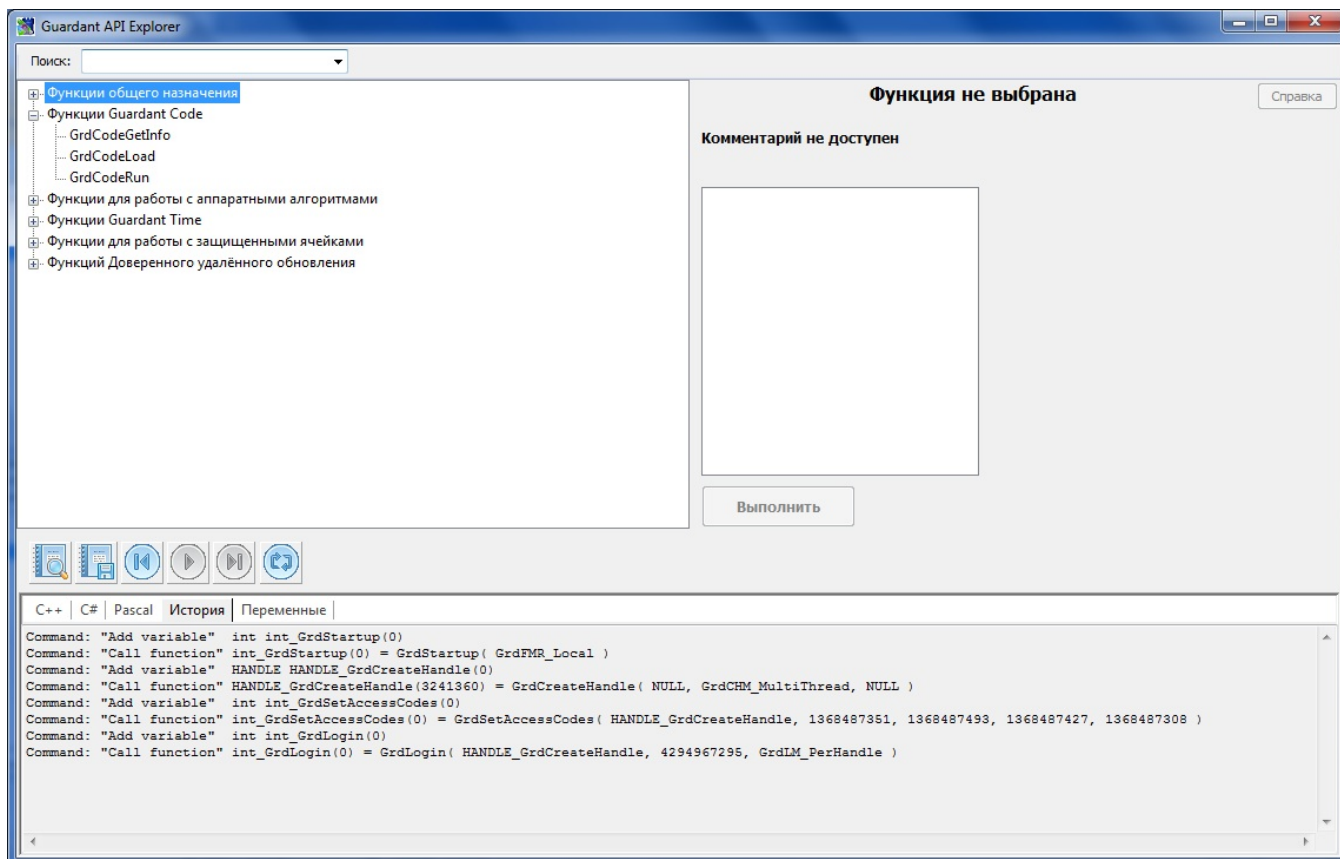 Guardant API Explorer
Поиск:
Функции общего назначения
Функции Guardant Code
GrdCodeGetInfo
GrdCodeLoad
GrdCodeRun
Функции для работы с аппаратными алгоритмами
Функции Guardant Time
Функции для работы с защищенными ячейками
Функций Доверенного удалённого обновления
Функция не выбрана
Справка
Комментарий не доступен
Выполнить
C++ C# Pascal История Переменные
Command: "Add variable" int int_GrdStartup(0)
Command: "Call function" int_GrdStartup(0) = GrdStartup( GrdFMR_Local )
Command: "Add variable" HANDLE HANDLE_GrdCreateHandle(0)
Command: "Call function" HANDLE_GrdCreateHandle(3241360) = GrdCreateHandle( NULL, GrdCHM_MultiThread, NULL )
Command: "Add variable" int int_GrdSetAccessCodes(0)
Command: "Call function" int_GrdSetAccessCodes(0) = GrdSetAccessCodes( HANDLE_GrdCreateHandle, 1368487351, 1368487493, 1368487427, 1368487308 )
Command: "Add variable" int int_GrdLogin(0)
Command: "Call function" int_GrdLogin(0) = GrdLogin( HANDLE_GrdCreateHandle, 4294967295, GrdLM_PerHandle )